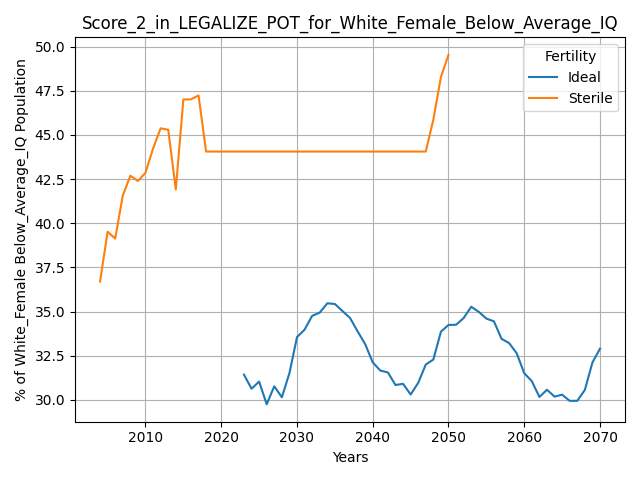 Score_2_in_LEGALIZE_POT_for_White_Female_Below_Average_IQ
% of White_Female Below_Average_IQ Population
50.0
47.5
45.0
42.5
40.0
37.5
35.0
32.5
30.0
Fertility
Ideal
Sterile
2010 2020 2030 2040 2050 2060 2070
Years